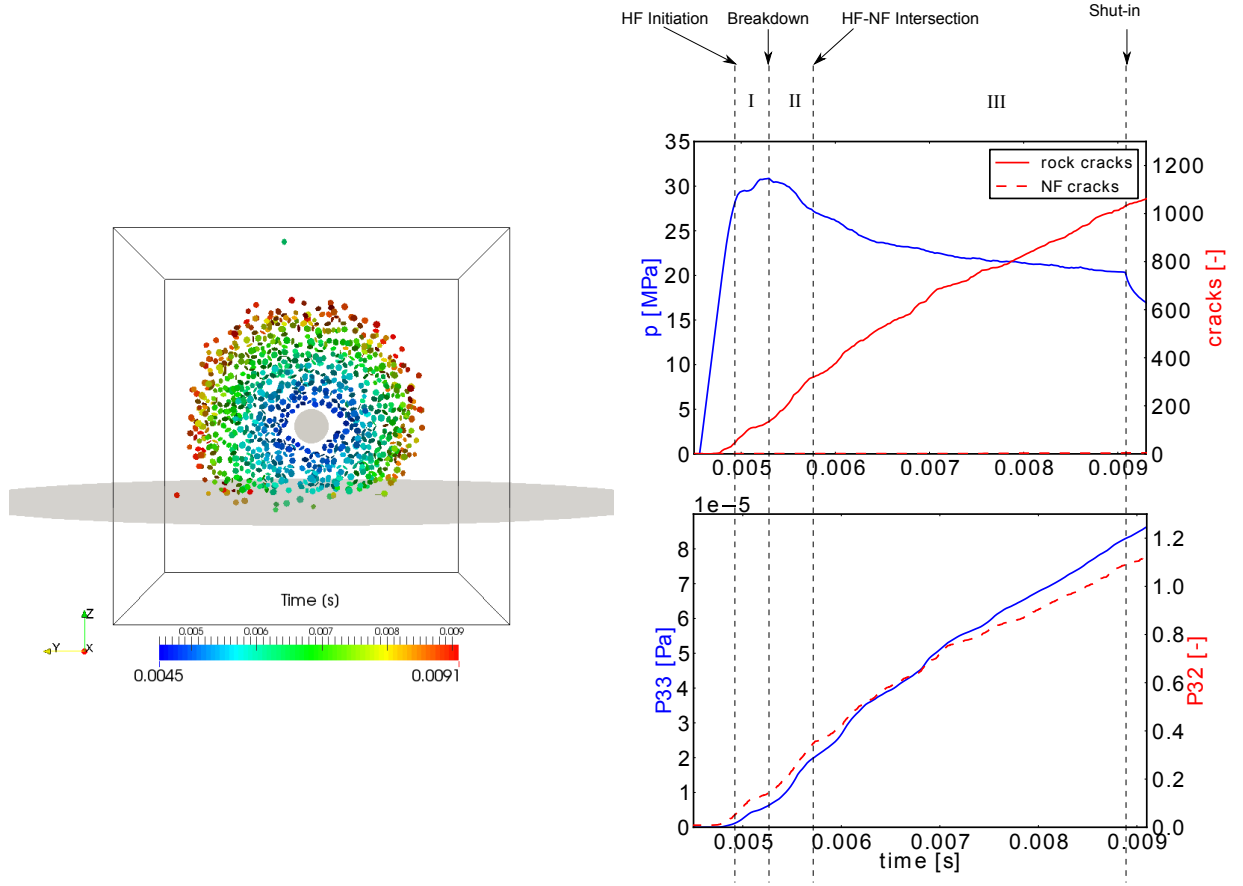 HF Initiation
Breakdown
HF-NF Intersection
Shut-in
I
II
III
35
30
25
20
15
10
5
0
p [MPa]
rock cracks
NF cracks
1200
1000
800
600
400
200
0
cracks [-]
0.005
0.006
0.007
0.008
0.009
1e-5
8
7
6
5
4
3
2
1
0
P33 [Pa]
1.2
1.0
0.8
0.6
0.4
0.2
0.0
P32 [-]
0.005
0.006
0.007
0.008
0.009
time [s]
Z
Y
X
Time (s)
0.005
0.006
0.007
0.008
0.009
0.0045
0.0091